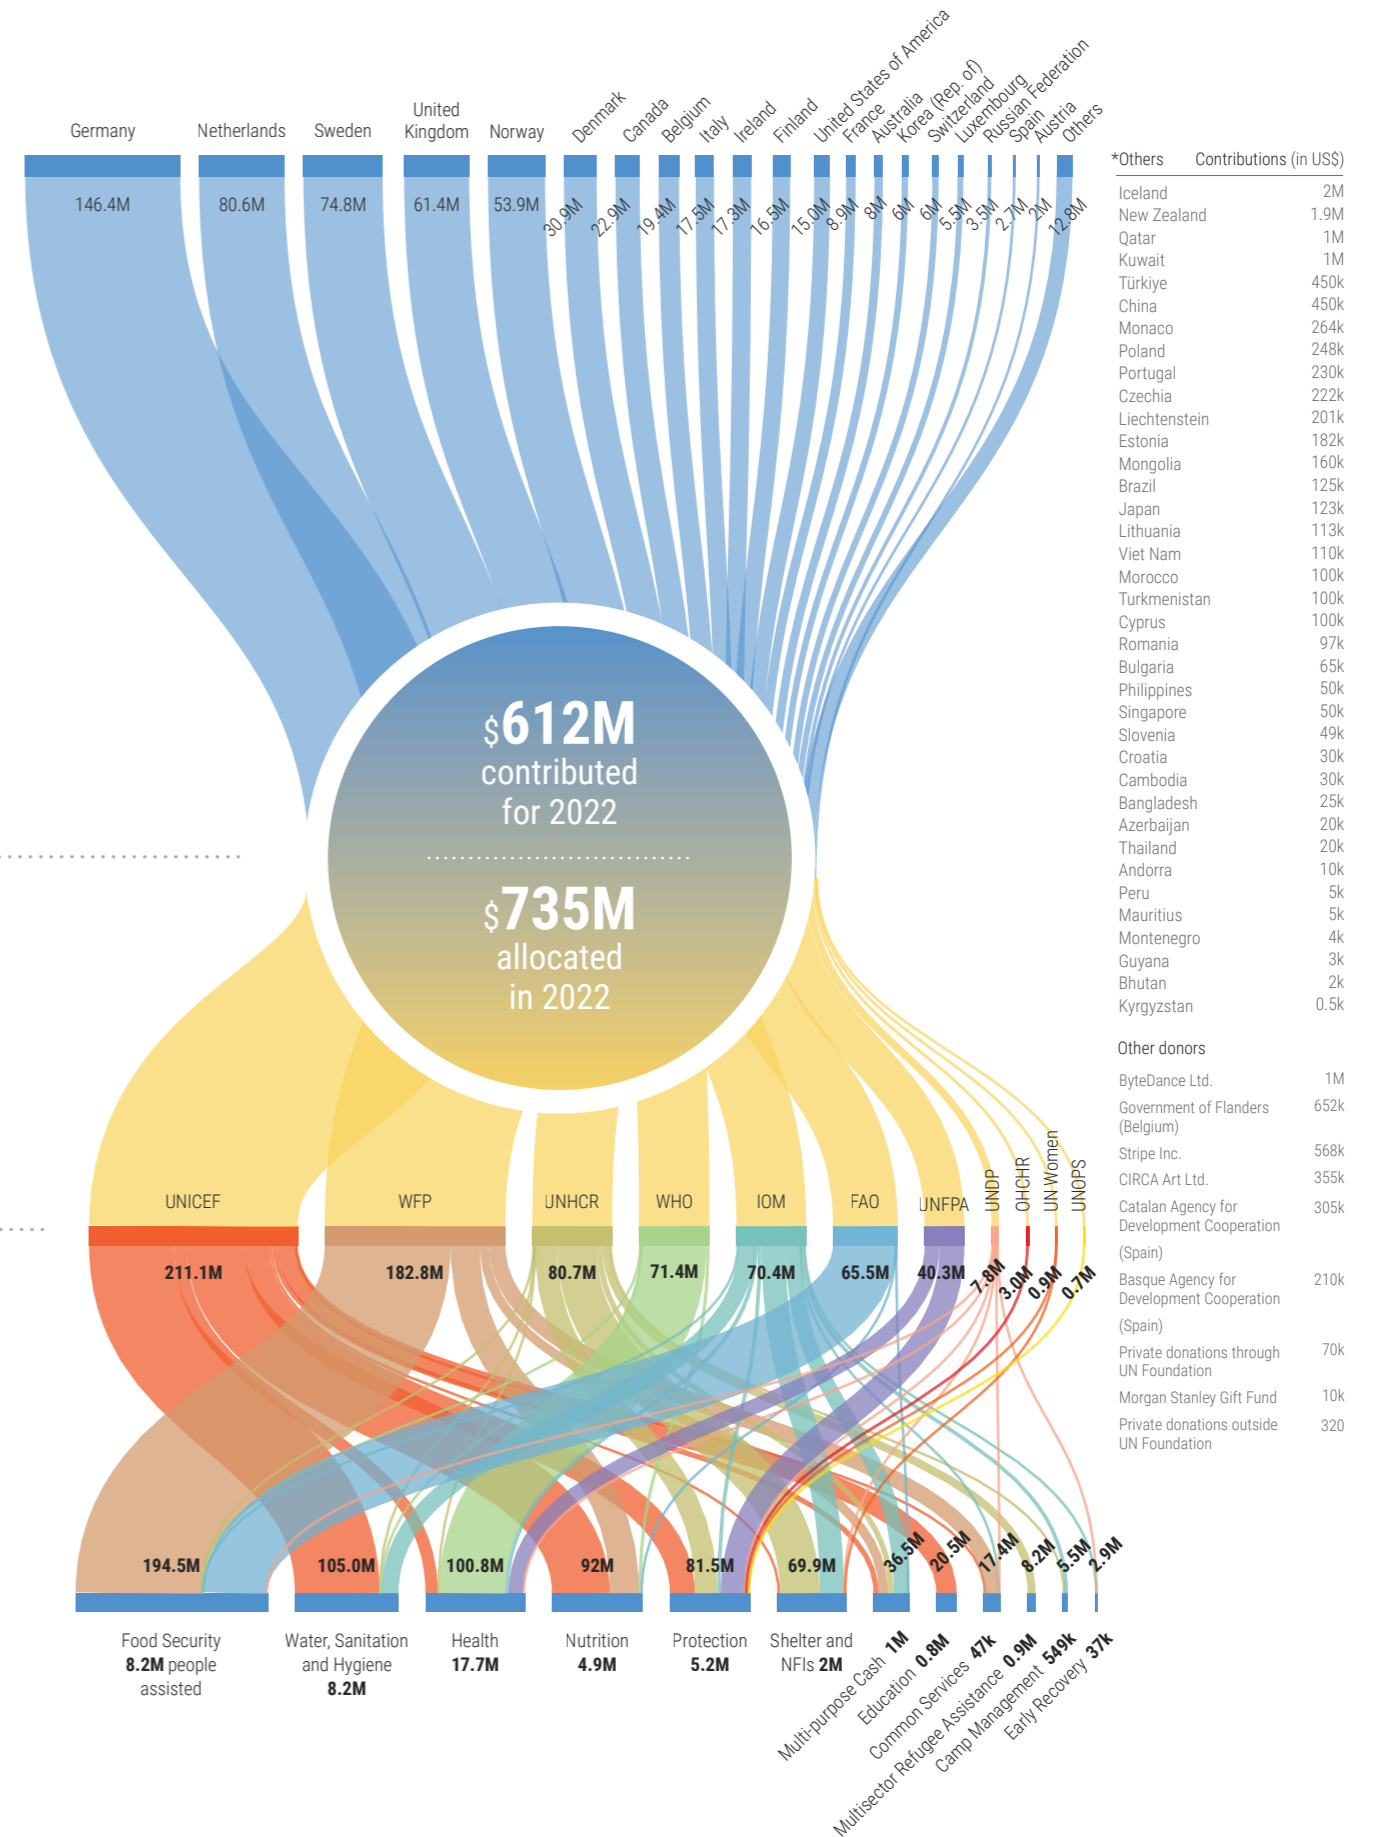 Germany
Netherlands
Sweden
United
Kingdom
Norway
Denmark
Canada
Belgium
Italy
Ireland
Finland
United States of America
France
Australia
Korea (Rep. of)
Switzerland
Luxembourg
Russian Federation
Spain
Austria
Others
146.4M
80.6M
74.8M
61.4M
53.9M
30.9M
22.9M
19.4M
17.5M
17.3M
16.5M
15.0M
8.9M
8M
6M
6M
5.5M
3.5M
2.7M
2M
12.8M
$612M
contributed
for 2022
$735M
allocated
in 2022
UNICEF
WFP
UNHCR
WHO
IOM
FAO
UNFPA
UNDP
OHCHR
UN Women
UNOPS
211.1M
182.8M
80.7M
71.4M
70.4M
65.5M
40.3M
7.8M
3.0M
0.9M
0.7M
194.5M
105.0M
100.8M
92M
81.5M
69.9M
36.5M
20.5M
17.4M
8.2M
5.5M
2.9M
Food Security
8.2M people
assisted
Water, Sanitation
and Hygiene
8.2M
Health
17.7M
Nutrition
4.9M
Protection
5.2M
Shelter and
NFIs 2M
Multi-purpose Cash 1M
Education 0.8M
Common Services 47k
Multisector Refugee Assistance 0.9M
Camp Management 549k
Early Recovery 37k
*Others Contributions (in US$)
Iceland 2M
New Zealand 1.9M
Qatar 1M
Kuwait 1M
Türkiye 450k
China 450k
Monaco 264k
Poland 248k
Portugal 230k
Czechia 222k
Liechtenstein 201k
Estonia 182k
Mongolia 160k
Brazil 125k
Japan 123k
Lithuania 113k
Viet Nam 110k
Morocco 100k
Turkmenistan 100k
Cyprus 100k
Romania 97k
Bulgaria 65k
Philippines 50k
Singapore 50k
Slovenia 49k
Croatia 30k
Cambodia 30k
Bangladesh 25k
Azerbaijan 20k
Thailand 20k
Andorra 10k
Peru 5k
Mauritius 5k
Montenegro 4k
Guyana 3k
Bhutan 2k
Kyrgyzstan 0.5k
Other donors
ByteDance Ltd. 1M
Government of Flanders 652k
(Belgium)
Stripe Inc. 568k
CIRCA Art Ltd. 355k
Catalan Agency for 305k
Development Cooperation
(Spain)
Basque Agency for 210k
Development Cooperation
(Spain)
Private donations through 70k
UN Foundation
Morgan Stanley Gift Fund 10k
Private donations outside 320
UN Foundation